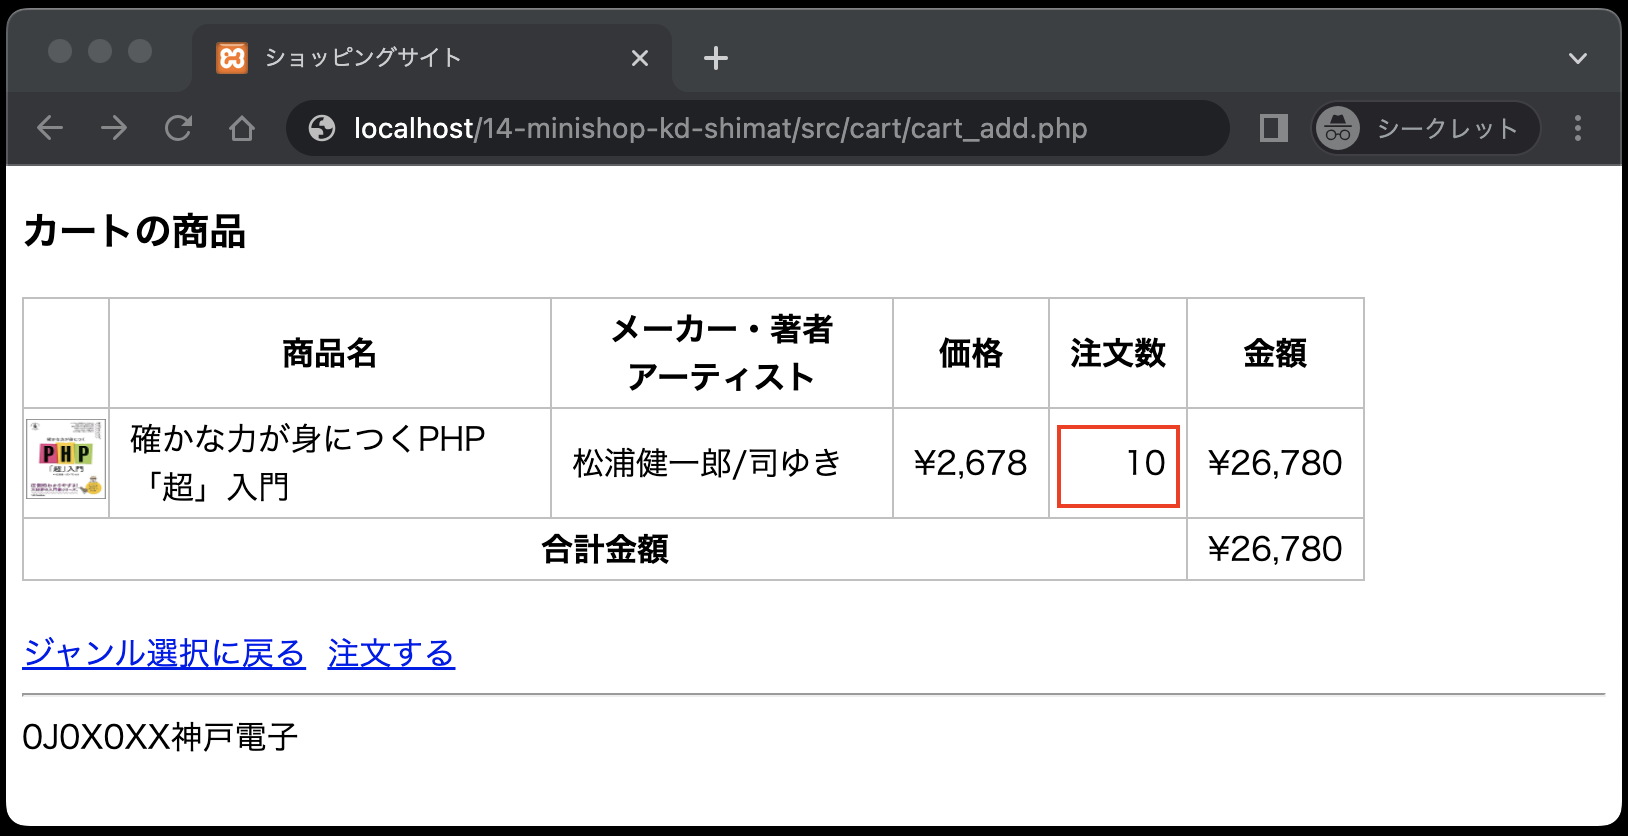 ショッピングサイト
localhost/14-minishop-kd-shimat/src/cart/cart_add.php
シークレット
カートの商品
商品名
メーカー・著者
アーティスト
価格
注文数
金額
PHP
「超」入門
確かな力が身につくPHP
「超」入門
松浦健一郎/司ゆき
¥2,678
10
¥26,780
合計金額
¥26,780
ジャンル選択に戻る 注文する
0J0X0XX神戸電子